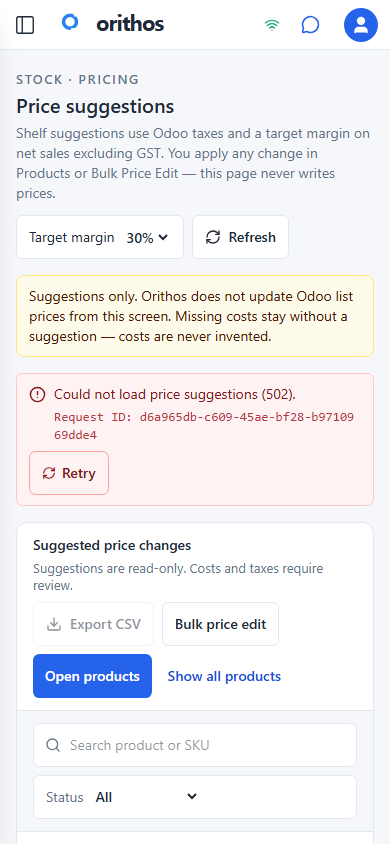 orithos
STOCK · PRICING
Price suggestions
Shelf suggestions use Odoo taxes and a target margin on
net sales excluding GST. You apply any change in
Products or Bulk Price Edit — this page never writes
prices.
Target margin 30%
Refresh
Suggestions only. Orithos does not update Odoo list
prices from this screen. Missing costs stay without a
suggestion — costs are never invented.
Could not load price suggestions (502).
Request ID: d6a965db-c609-45ae-bf28-b97109
69dde4
Retry
Suggested price changes
Suggestions are read-only. Costs and taxes require
review.
Export CSV
Bulk price edit
Open products
Show all products
Search product or SKU
Status All